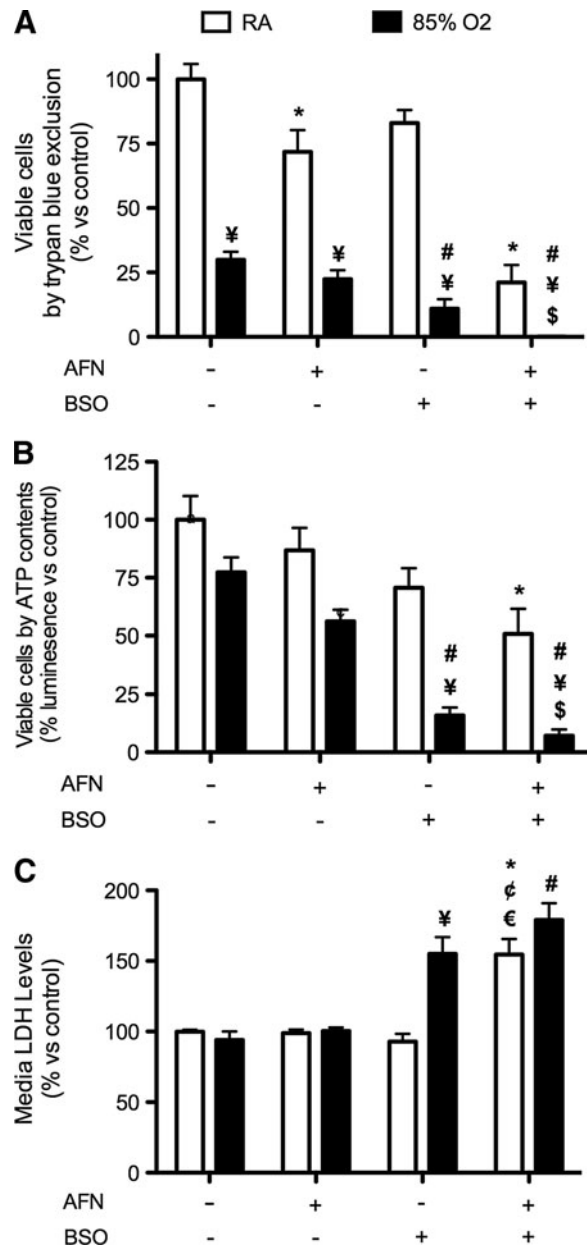 A
RA
85% O2
Viable cells
by trypan blue exclusion
(% vs control)
100
75
50
25
0
*
¥
¥
#
¥
*
#
¥
$
AFN - + - +
BSO - - + +
B
Viable cells by ATP contents
(% luminesence vs control)
125
100
75
50
25
0
#
¥
*
#
¥
$
AFN - + - +
BSO - - + +
C
Media LDH Levels
(% vs control)
200
150
100
50
0
¥
*
¢
€
#
AFN - + - +
BSO - - + +